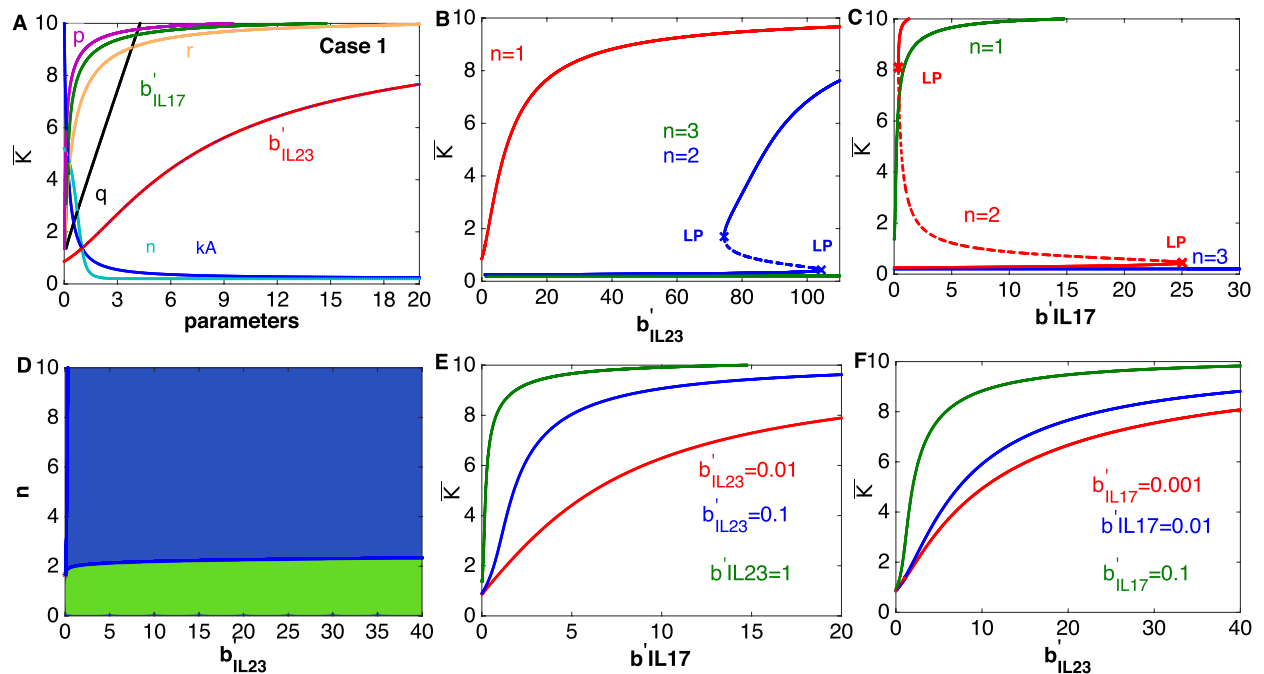 A
10
8
6
4
2
0
K
p
r
Case 1
b'IL17
b'IL23
q
n
kA
0 3 6 9 12 15 18 20
parameters
B
10
8
6
4
2
0
K
n=1
n=3
n=2
LP
LP
0 20 40 60 80 100
b'IL23
C
10
8
6
4
2
0
K
LP
n=1
n=2
LP
n=3
0 5 10 15 20 25 30
b'IL17
D
10
8
6
4
2
0
n
0 5 10 15 20 25 30 35 40
b'IL23
E
10
8
6
4
2
0
K
b'IL23=0.01
b'IL23=0.1
b'IL23=1
0 5 10 15 20
b'IL17
F
10
8
6
4
2
0
K
b'IL17=0.001
b'IL17=0.01
b'IL17=0.1
0 10 20 30 40
b'IL23